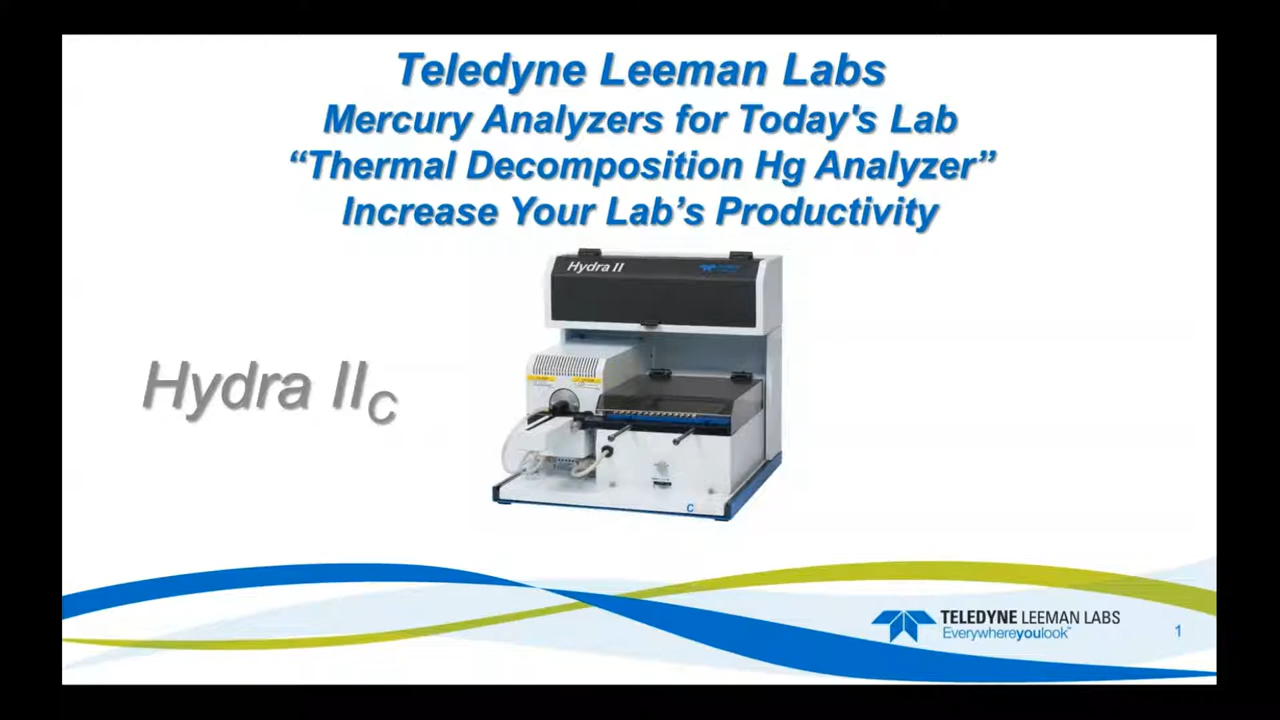 Teledyne Leeman Labs
Mercury Analyzers for Today's Lab
“Thermal Decomposition Hg Analyzer”
Increase Your Lab’s Productivity
Hydra II
Hydra IIC
C
TELEDYNE LEEMAN LABS
Everywhereyoulook™
1